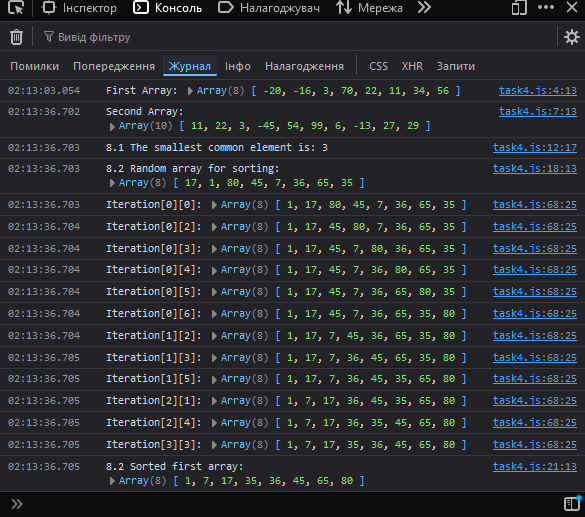 Інспектор Консоль Налагоджувач Мережа
Вивід фільтру
Помилки Попередження Журнал Інфо Налагодження CSS XHR Запити
02:13:03.054 First Array: Array(8) [ -20, -16, 3, 70, 22, 11, 34, 56 ] task4.js:4:13
02:13:36.702 Second Array: task4.js:7:13
Array(10) [ 11, 22, 3, -45, 54, 99, 6, -13, 27, 29 ]
02:13:36.703 8.1 The smallest common element is: 3 task4.js:12:17
02:13:36.703 8.2 Random array for sorting: task4.js:18:13
Array(8) [ 17, 1, 80, 45, 7, 36, 65, 35 ]
02:13:36.703 Iteration[0][0]: Array(8) [ 1, 17, 80, 45, 7, 36, 65, 35 ] task4.js:68:25
02:13:36.704 Iteration[0][2]: Array(8) [ 1, 17, 45, 80, 7, 36, 65, 35 ] task4.js:68:25
02:13:36.704 Iteration[0][3]: Array(8) [ 1, 17, 45, 7, 80, 36, 65, 35 ] task4.js:68:25
02:13:36.704 Iteration[0][4]: Array(8) [ 1, 17, 45, 7, 36, 80, 65, 35 ] task4.js:68:25
02:13:36.704 Iteration[0][5]: Array(8) [ 1, 17, 45, 7, 36, 65, 80, 35 ] task4.js:68:25
02:13:36.704 Iteration[0][6]: Array(8) [ 1, 17, 45, 7, 36, 65, 35, 80 ] task4.js:68:25
02:13:36.704 Iteration[1][2]: Array(8) [ 1, 17, 7, 45, 36, 65, 35, 80 ] task4.js:68:25
02:13:36.705 Iteration[1][3]: Array(8) [ 1, 17, 7, 36, 45, 65, 35, 80 ] task4.js:68:25
02:13:36.705 Iteration[1][5]: Array(8) [ 1, 17, 7, 36, 45, 35, 65, 80 ] task4.js:68:25
02:13:36.705 Iteration[2][1]: Array(8) [ 1, 7, 17, 36, 45, 35, 65, 80 ] task4.js:68:25
02:13:36.705 Iteration[2][4]: Array(8) [ 1, 7, 17, 36, 35, 45, 65, 80 ] task4.js:68:25
02:13:36.705 Iteration[3][3]: Array(8) [ 1, 7, 17, 35, 36, 45, 65, 80 ] task4.js:68:25
02:13:36.705 8.2 Sorted first array: task4.js:21:13
Array(8) [ 1, 7, 17, 35, 36, 45, 65, 80 ]